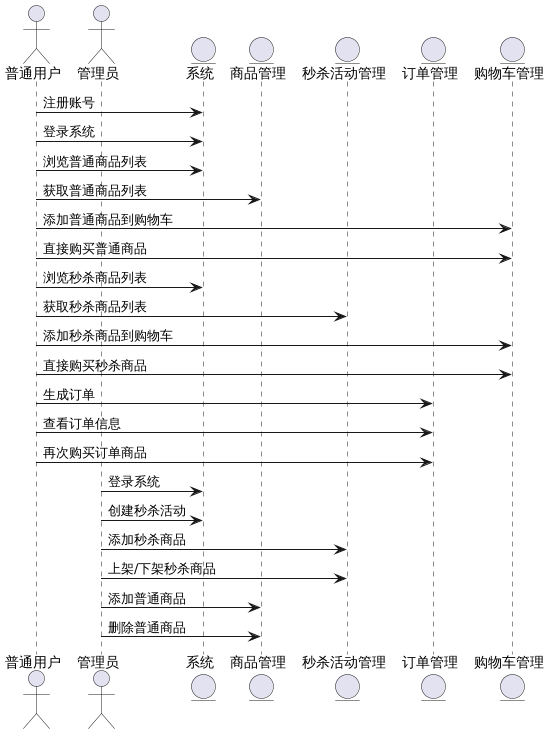 普通用户 管理员 系统 商品管理 秒杀活动管理 订单管理 购物车管理
注册账号
登录系统
浏览普通商品列表
获取普通商品列表
添加普通商品到购物车
直接购买普通商品
浏览秒杀商品列表
获取秒杀商品列表
添加秒杀商品到购物车
直接购买秒杀商品
生成订单
查看订单信息
再次购买订单商品
登录系统
创建秒杀活动
添加秒杀商品
上架/下架秒杀商品
添加普通商品
删除普通商品
普通用户 管理员 系统 商品管理 秒杀活动管理 订单管理 购物车管理